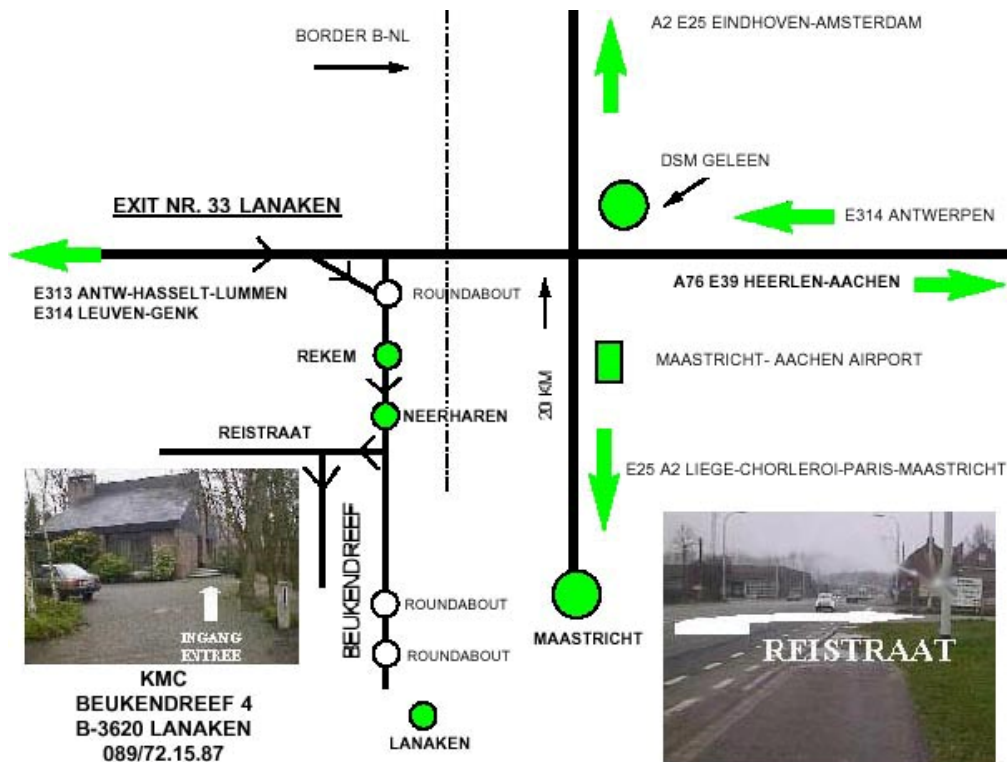 A2 E25 EINDHOVEN-AMSTERDAM
BORDER B-NL
DSM GELEEN
EXIT NR. 33 LANAKEN
E314 ANTWERPEN
E313 ANTW-HASSELT-LUMMEN
E314 LEUVEN-GENK
ROUNDABOUT
A76 E39 HEERLEN-AACHEN
REKEM
20 KM
MAASTRICHT- AACHEN AIRPORT
NEERHAREN
REISTRAAT
E25 A2 LIEGE-CHORLEROI-PARIS-MAASTRICHT
BEUKENDREEF
ROUNDABOUT
MAASTRICHT
ROUNDABOUT
INGANG
ENTREE
REISTRAAT
KMC
BEUKENDREEF 4
B-3620 LANAKEN
089/72.15.87
LANAKEN